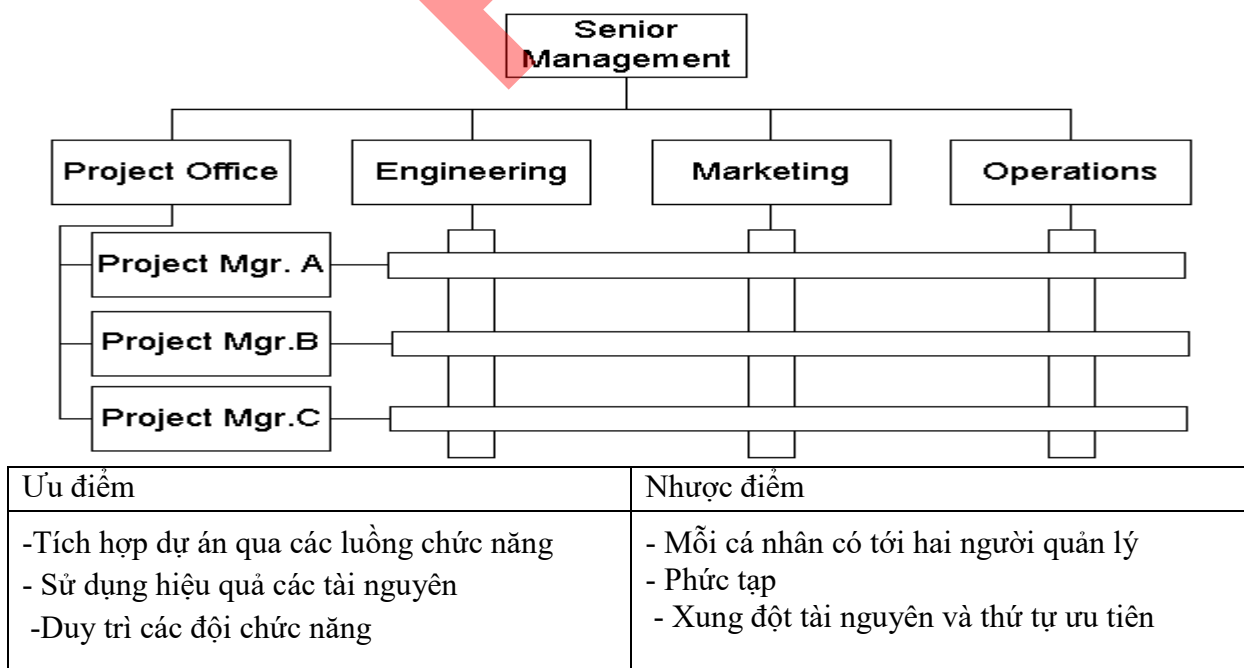 Senior
Management
Project Office
Engineering
Marketing
Operations
Project Mgr. A
Project Mgr.B
Project Mgr.C
Ưu điểm
-Tích hợp dự án qua các luồng chức năng
- Sử dụng hiệu quả các tài nguyên
-Duy trì các đội chức năng
Nhược điểm
- Mỗi cá nhân có tới hai người quản lý
- Phức tạp
- Xung đột tài nguyên và thứ tự ưu tiên